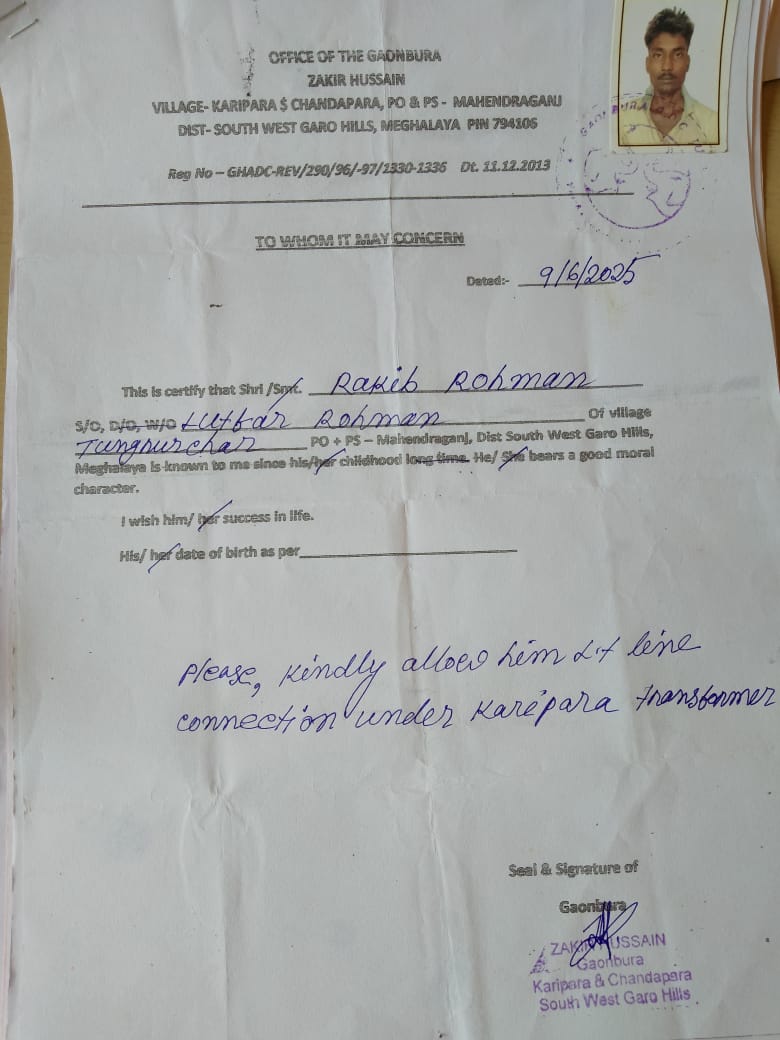 OFFICE OF THE GAONBURA
ZAKIR HUSSAIN
VILLAGE- KARIPARA $ CHANDAPARA, PO & PS - MAHENDRAGANJ
DIST- SOUTH WEST GARO HILLS, MEGHALAYA PIN 794106
Reg No – GHADC-REV/290/96/-97/1330-1336 Dt. 11.12.2013
GAONBURA
TO WHOM IT MAY CONCERN
Dated:- 9/6/2025
This is certify that Shri /Smt. Rakib Rohman
S/O, D/O, W/O Lutbar Rohman Of village
Tungrurchar PO + PS – Mahendraganj, Dist South West Garo Hills,
Meghalaya is known to me since his/her childhood long time. He/ She bears a good moral
character.
I wish him/ her success in life.
His/ her date of birth as per
Please, kindly allow him LT line
connection under Karipara Transformer
Seal & Signature of
Gaonbura
ZAKIR HUSSAIN
Gaonbura
Karipara & Chandapara
South West Garo Hills